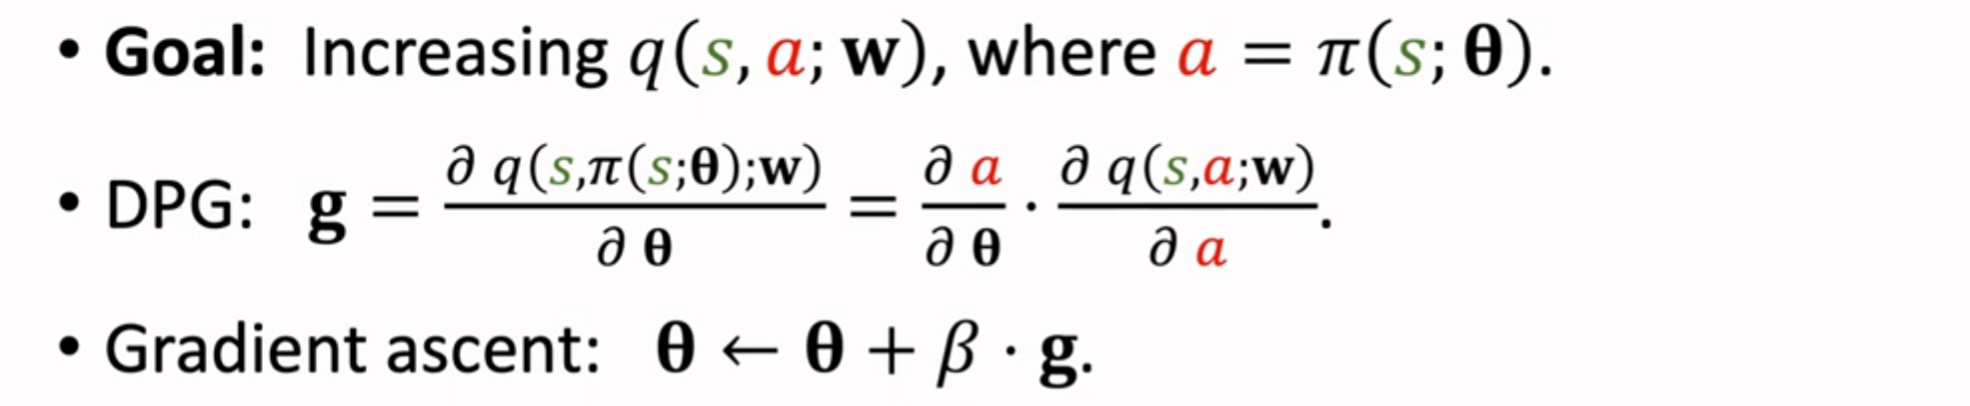 • Goal: Increasing q(s, a; w), where a = π(s; θ).
• DPG: g = ∂ q(s,π(s;θ);w) / ∂ θ = ∂ a / ∂ θ · ∂ q(s,a;w) / ∂ a.
• Gradient ascent: θ ← θ + β · g.